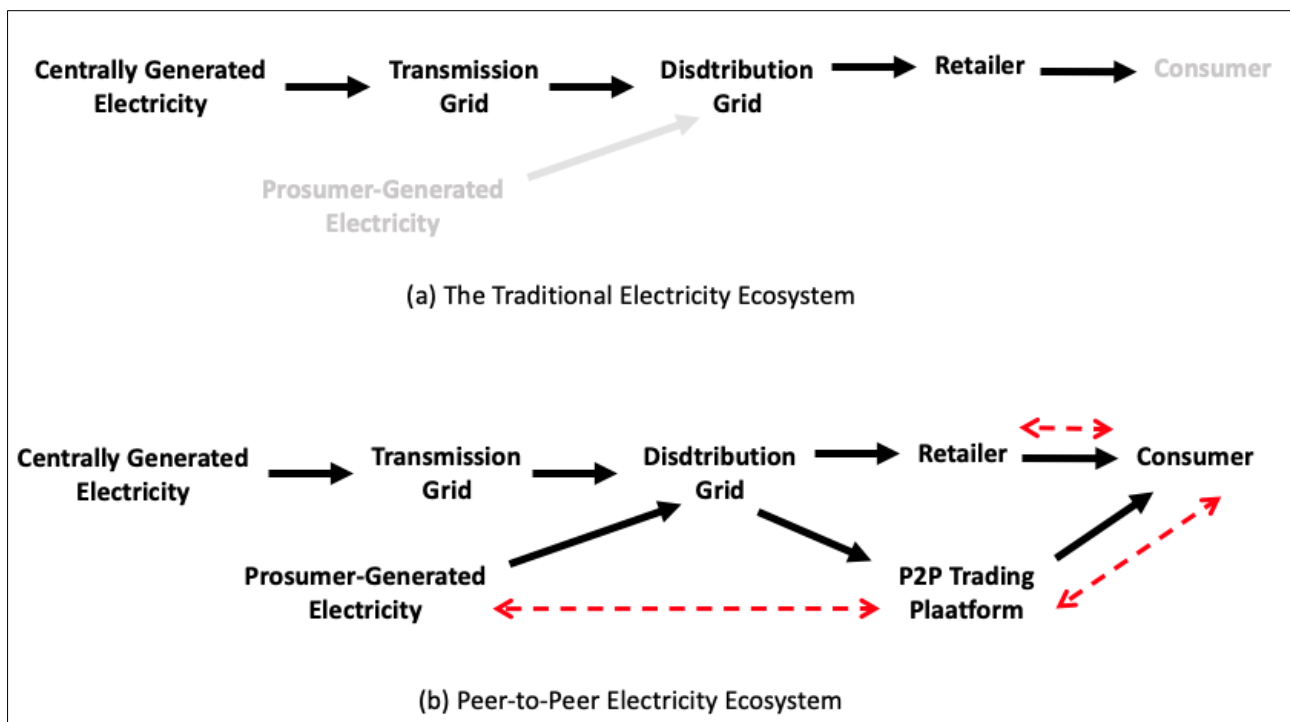 Centrally Generated
Electricity
Transmission
Grid
Disdtribution
Grid
Retailer
Consumer
Prosumer-Generated
Electricity
(a) The Traditional Electricity Ecosystem
Centrally Generated
Electricity
Transmission
Grid
Disdtribution
Grid
Retailer
Consumer
Prosumer-Generated
Electricity
P2P Trading
Plaatform
(b) Peer-to-Peer Electricity Ecosystem